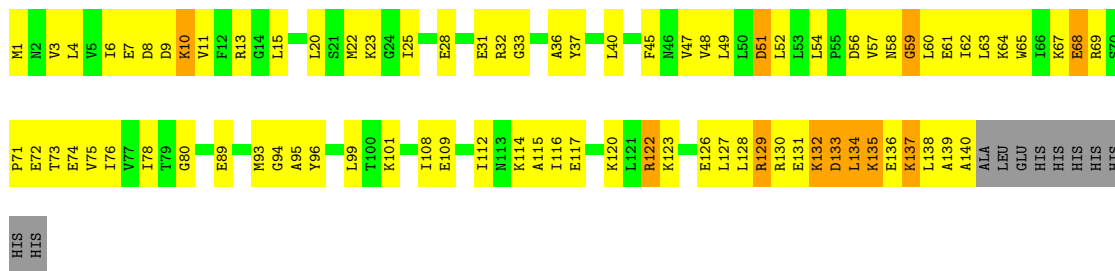 M1 N2 V3 L4 V5 I6 E7 D8 D9 K10 V11 F12 R13 G14 L15 L20 S21 M22 K23 G24 I25 E28 E31 R32 G33 A36 Y37 L40 F45 N46 V47 V48 L49 L50 D51 L52 L53 L54 P55 D56 V57 N58 G59 L60 E61 I62 L63 K64 W65 I66 K67 E68 R69 S70
P71 E72 T73 E74 V75 I76 V77 I78 T79 G80 E89 M93 G94 A95 Y96 L99 T100 K101 I108 E109 I112 N113 K114 A115 I116 E117 K120 L121 R122 K123 E126 L127 L128 R129 R130 E131 K132 D133 L134 K135 E136 K137 L138 A139 A140 ALA LEU GLU HIS HIS HIS HIS
HIS HIS